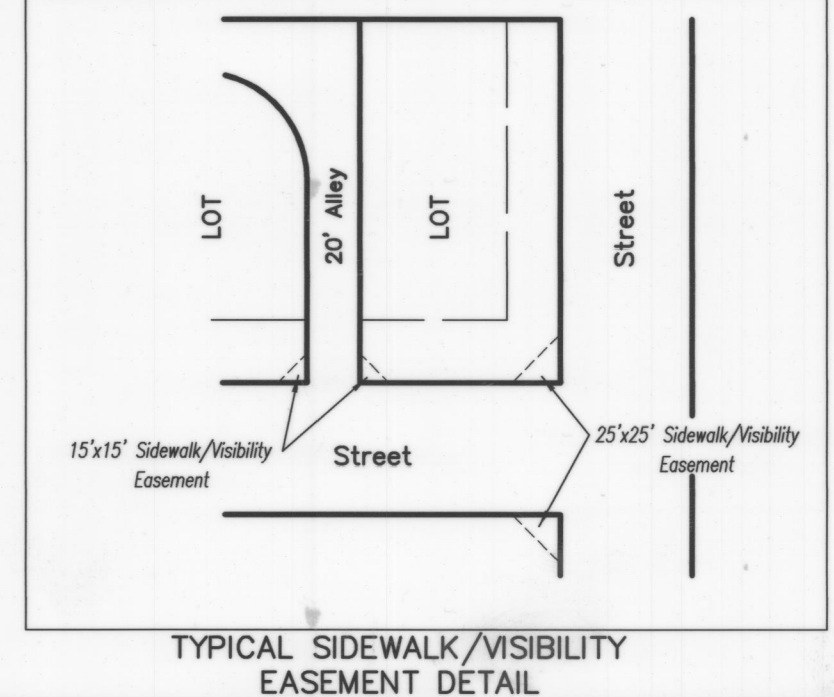 LOT
20' Alley
LOT
Street
15'x15' Sidewalk/Visibility
Easement
Street
25'x25' Sidewalk/Visibility
Easement
TYPICAL SIDEWALK/VISIBILITY
EASEMENT DETAIL